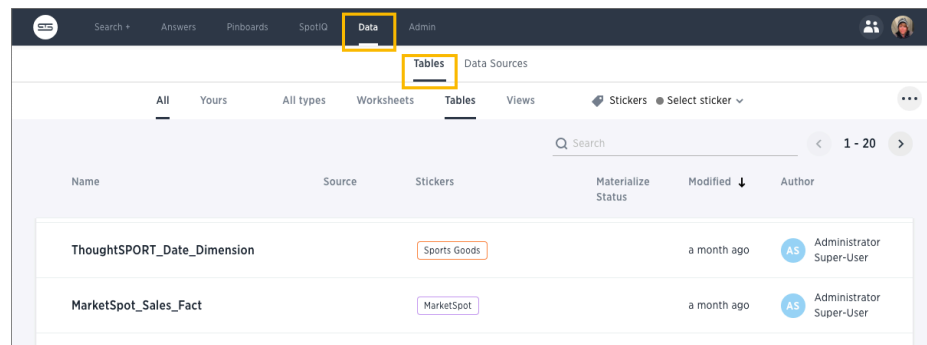 Search + Answers Pinboards SpotIQ Data Admin
Tables Data Sources
All Yours All types Worksheets Tables Views Stickers Select sticker
Search 1 - 20
Name Source Stickers Materialize Status Modified Author
ThoughtSPORT_Date_Dimension Sports Goods a month ago AS Administrator Super-User
MarketSpot_Sales_Fact MarketSpot a month ago AS Administrator Super-User